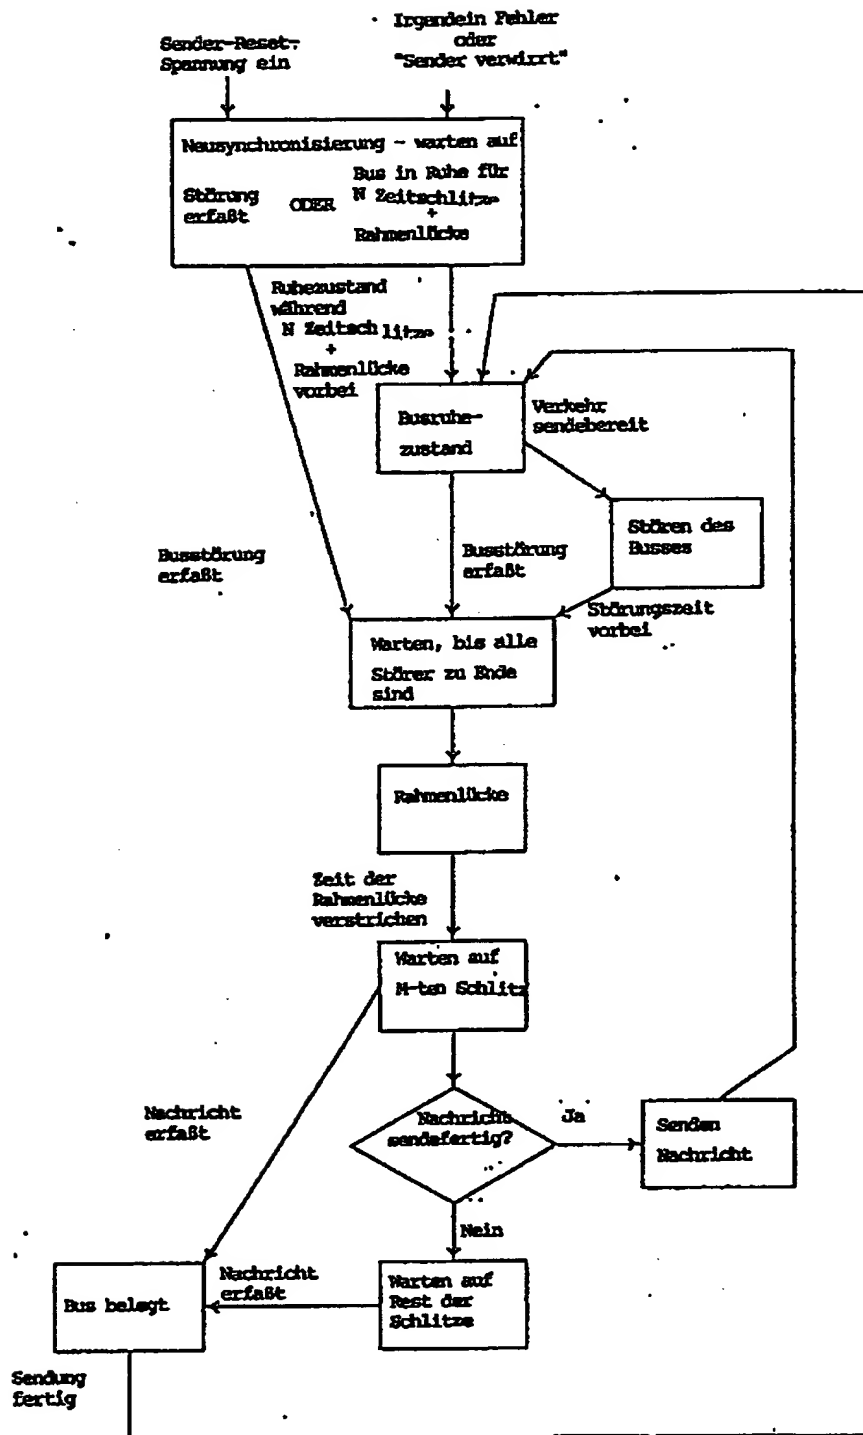 Sender-Reset-
Spannung ein
Irgendein Fehler
oder
"Sender verwirrt"
Neusynchronisierung - warten auf
Störung
erfaßt
ODER
Bus in Ruhe für
N Zeitschlitze
+
Rahmenlücke
Ruhezustand
während
N Zeitschlitze
+
Rahmenlücke
vorbei
Busruhe-
zustand
Verkehr
sendebereit
Stören des
Busses
Busstörung
erfaßt
Busstörung
erfaßt
Störungszeit
vorbei
Warten, bis alle
Störer zu Ende
sind
Rahmenlücke
Zeit der
Rahmenlücke
verstrichen
Warten auf
M-ten Schlitz
Nachricht
erfaßt
Nachricht
sendefertig?
Ja
Senden
Nachricht
Nein
Bus belegt
Nachricht
erfaßt
Warten auf
Rest der
Schlitze
Sendung
fertig